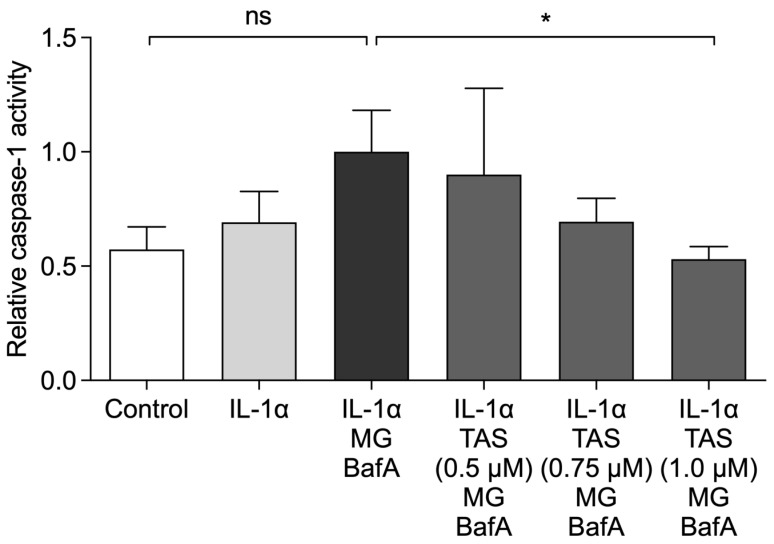 ns
*
Relative caspase-1 activity
1.5
1.0
0.5
0.0
Control
IL-1α
IL-1α
MG
BafA
IL-1α
TAS
(0.5 μM)
MG
BafA
IL-1α
TAS
(0.75 μM)
MG
BafA
IL-1α
TAS
(1.0 μM)
MG
BafA